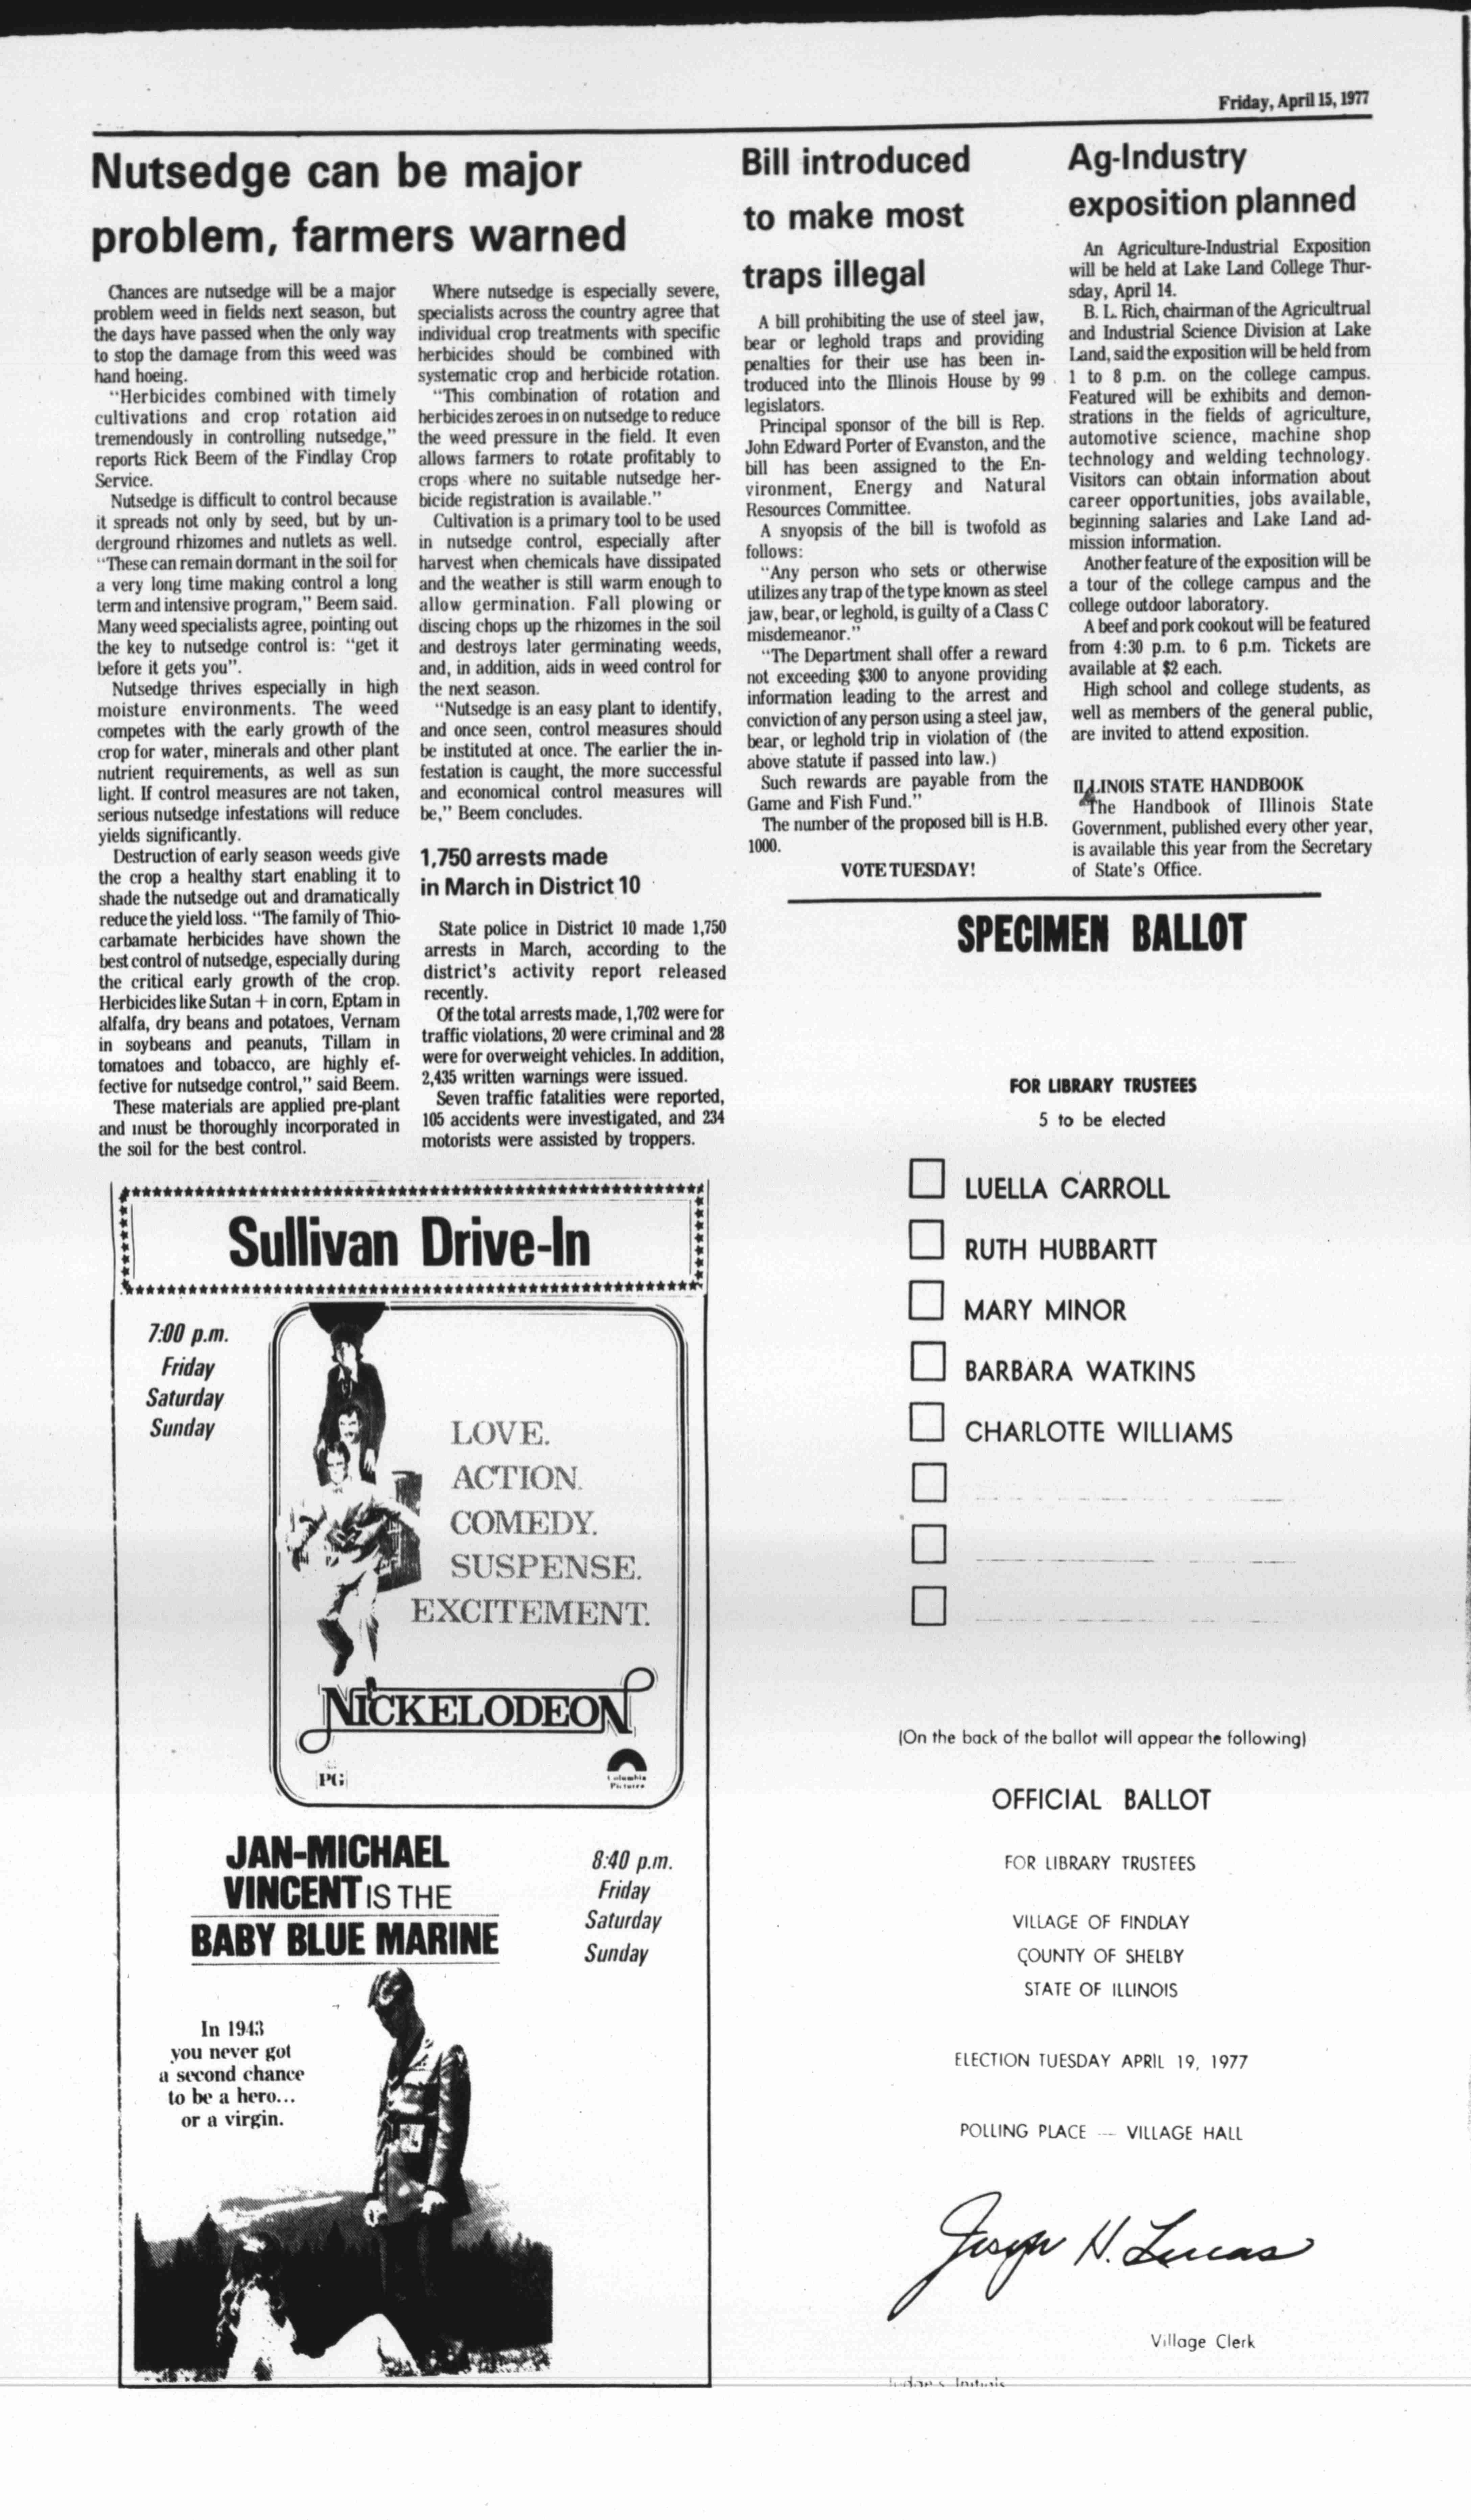 Friday, April 15, 1977
Nutsedge can be major
problem, farmers warned
Chances are nutsedge will be a major
problem weed in fields next season, but
the days have passed when the only way
to stop the damage from this weed was
hand hoeing.
"Herbicides combined with timely
cultivations and crop rotation aid
tremendously in controlling nutsedge,"
reports Rick Beem of the Findlay Crop
Service.
Nutsedge is difficult to control because
it spreads not only by seed, but by un-
derground rhizomes and nutlets as well.
"These can remain dormant in the soil for
a very long time making control a long
term and intensive program," Beem said.
Many weed specialists agree, pointing out
the key to nutsedge control is: "get it
before it gets you".
Nutsedge thrives especially in high
moisture environments. The weed
competes with the early growth of the
crop for water, minerals and other plant
nutrient requirements, as well as sun
light. If control measures are not taken,
serious nutsedge infestations will reduce
yields significantly.
Destruction of early season weeds give
the crop a healthy start enabling it to
shade the nutsedge out and dramatically
reduce the yield loss. "The family of Thio-
carbamate herbicides have shown the
best control of nutsedge, especially during
the critical early growth of the crop.
Herbicides like Sutan + in corn, Eptam in
alfalfa, dry beans and potatoes, Vernam
in soybeans and peanuts, Tillam in
tomatoes and tobacco, are highly ef-
fective for nutsedge control," said Beem.
These materials are applied pre-plant
and must be thoroughly incorporated in
the soil for the best control.
Where nutsedge is especially severe,
specialists across the country agree that
individual crop treatments with specific
herbicides should be combined with
systematic crop and herbicide rotation.
"This combination of rotation and
herbicides zeroes in on nutsedge to reduce
the weed pressure in the field. It even
allows farmers to rotate profitably to
crops where no suitable nutsedge her-
bicide registration is available."
Cultivation is a primary tool to be used
in nutsedge control, especially after
harvest when chemicals have dissipated
and the weather is still warm enough to
allow germination. Fall plowing or
discing chops up the rhizomes in the soil
and destroys later germinating weeds,
and, in addition, aids in weed control for
the next season.
"Nutsedge is an easy plant to identify,
and once seen, control measures should
be instituted at once. The earlier the in-
festation is caught, the more successful
and economical control measures will
be," Beem concludes.
1,750 arrests made
in March in District 10
State police in District 10 made 1,750
arrests in March, according to the
district's activity report released
recently.
Of the total arrests made, 1,702 were for
traffic violations, 20 were criminal and 28
were for overweight vehicles. In addition,
2,435 written warnings were issued.
Seven traffic fatalities were reported,
105 accidents were investigated, and 234
motorists were assisted by troppers.
Bill introduced
to make most
traps illegal
A bill prohibiting the use of steel jaw,
bear or leghold traps and providing
penalties for their use has been in-
troduced into the Illinois House by 99
legislators.
Principal sponsor of the bill is Rep.
John Edward Porter of Evanston, and the
bill has been assigned to the En-
vironment, Energy and Natural
Resources Committee.
A snyopsis of the bill is twofold as
follows:
"Any person who sets or otherwise
utilizes any trap of the type known as steel
jaw, bear, or leghold, is guilty of a Class C
misdemeanor."
"The Department shall offer a reward
not exceeding $300 to anyone providing
information leading to the arrest and
conviction of any person using a steel jaw,
bear, or leghold trip in violation of (the
above statute if passed into law.)
Such rewards are payable from the
Game and Fish Fund."
The number of the proposed bill is H.B.
1000.
VOTE TUESDAY!
Ag-Industry
exposition planned
An Agriculture-Industrial Exposition
will be held at Lake Land College Thur-
sday, April 14.
B. L. Rich, chairman of the Agricultrual
and Industrial Science Division at Lake
Land, said the exposition will be held from
1 to 8 p.m. on the college campus.
Featured will be exhibits and demon-
strations in the fields of agriculture,
automotive science, machine shop
technology and welding technology.
Visitors can obtain information about
career opportunities, jobs available,
beginning salaries and Lake Land ad-
mission information.
Another feature of the exposition will be
a tour of the college campus and the
college outdoor laboratory.
A beef and pork cookout will be featured
from 4:30 p.m. to 6 p.m. Tickets are
available at $2 each.
High school and college students, as
well as members of the general public,
are invited to attend exposition.
ILLINOIS STATE HANDBOOK
The Handbook of Illinois State
Government, published every other year,
is available this year from the Secretary
of State's Office.
Sullivan Drive-In
7:00 p.m.
Friday
Saturday
Sunday
LOVE.
ACTION.
COMEDY.
SUSPENSE.
EXCITEMENT.
NICKELODEON
PG
Columbia
Pictures
JAN-MICHAEL
VINCENT IS THE
BABY BLUE MARINE
8:40 p.m.
Friday
Saturday
Sunday
In 1943
you never got
a second chance
to be a hero...
or a virgin.
SPECIMEN BALLOT
FOR LIBRARY TRUSTEES
5 to be elected
LUELLA CARROLL
RUTH HUBBARTT
MARY MINOR
BARBARA WATKINS
CHARLOTTE WILLIAMS
(On the back of the ballot will appear the following)
OFFICIAL BALLOT
FOR LIBRARY TRUSTEES
VILLAGE OF FINDLAY
COUNTY OF SHELBY
STATE OF ILLINOIS
ELECTION TUESDAY APRIL 19, 1977
POLLING PLACE — VILLAGE HALL
Joseph H. Lucas
Village Clerk
Judge's Initials